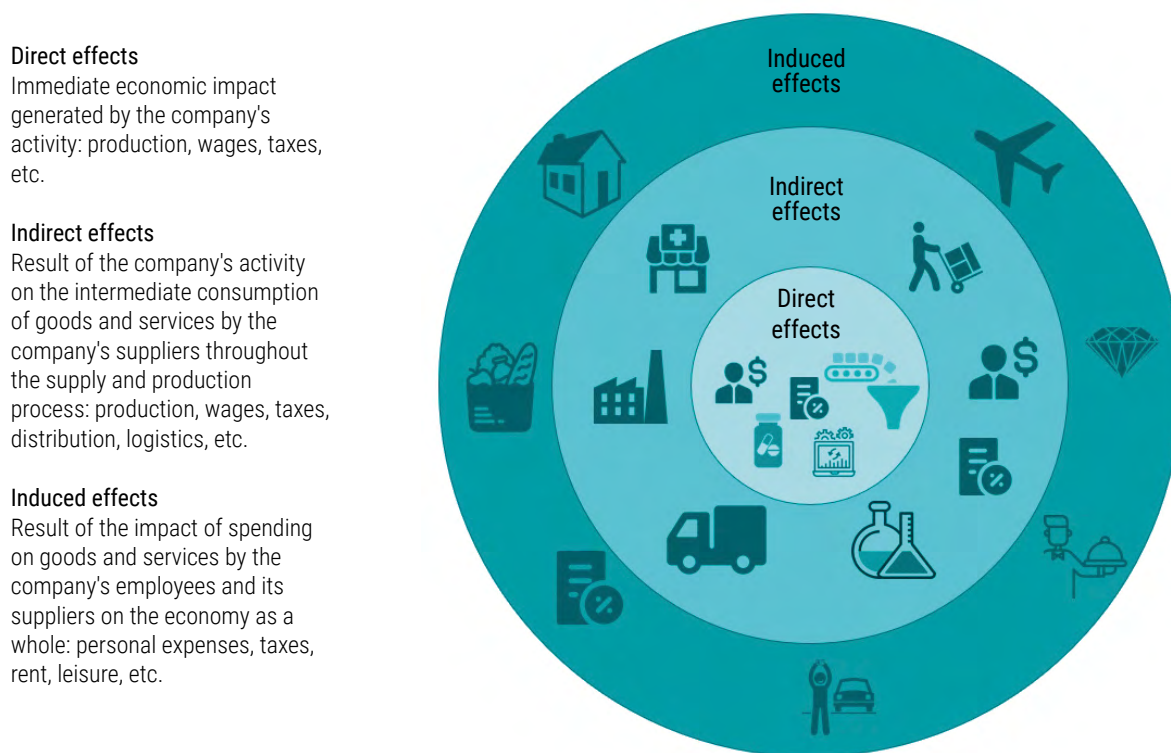 Direct effects
Immediate economic impact
generated by the company's
activity: production, wages, taxes,
etc.
Indirect effects
Result of the company's activity
on the intermediate consumption
of goods and services by the
company's suppliers throughout
the supply and production
process: production, wages, taxes,
distribution, logistics, etc.
Induced effects
Result of the impact of spending
on goods and services by the
company's employees and its
suppliers on the economy as a
whole: personal expenses, taxes,
rent, leisure, etc.
Induced
effects
Indirect
effects
Direct
effects
$
%
$
%
%